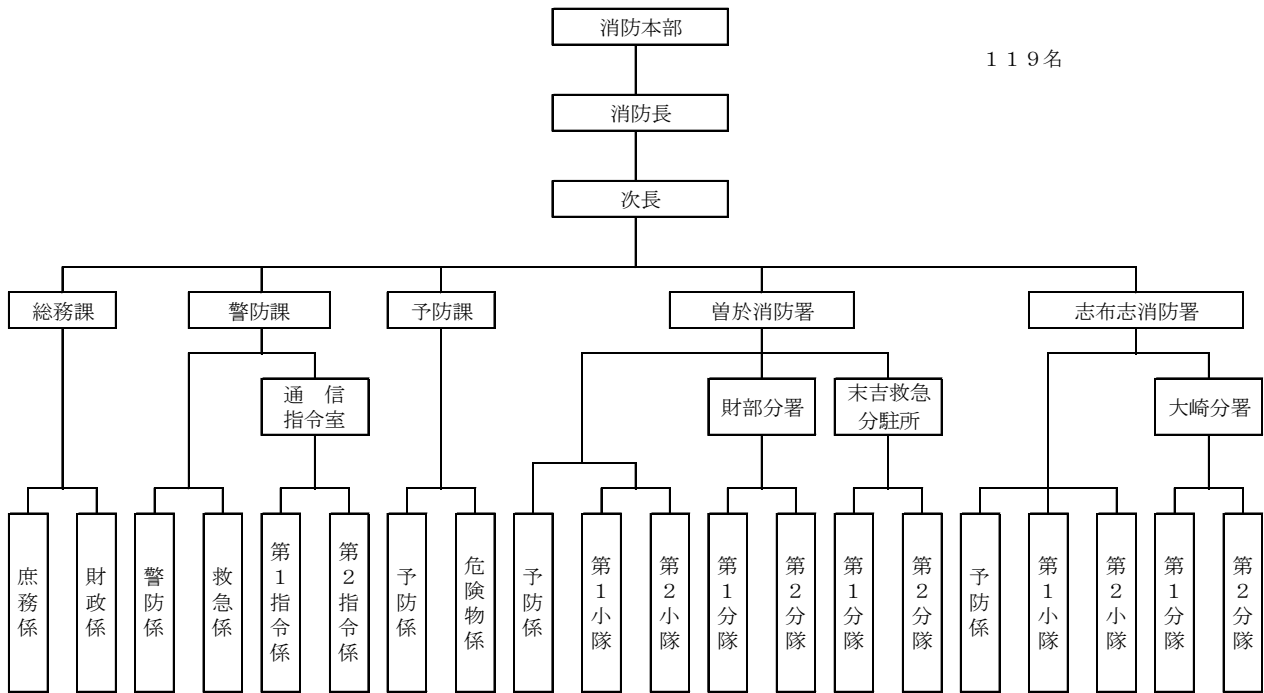 消防本部
１１９名
消防長
次長
総務課
警防課
予防課
曽於消防署
志布志消防署
通　信
指令室
財部分署
末吉救急
分駐所
大崎分署
庶務係
財政係
警防係
救急係
第１指令係
第２指令係
予防係
危険物係
予防係
第１小隊
第２小隊
第１分隊
第２分隊
第１分隊
第２分隊
予防係
第１小隊
第２小隊
第１分隊
第２分隊